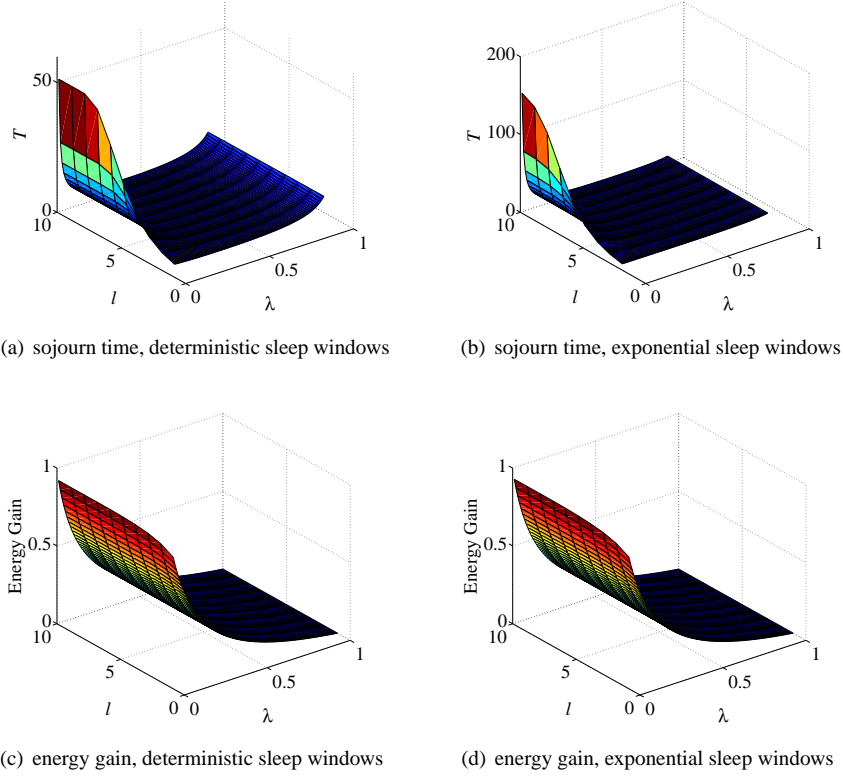 50
T
0
10
5
l
0
0
0.5
λ
1
(a) sojourn time, deterministic sleep windows
200
100
T
0
10
5
l
0
0
0.5
λ
1
(b) sojourn time, exponential sleep windows
1
0.5
Energy Gain
0
10
5
l
0
0
0.5
λ
1
(c) energy gain, deterministic sleep windows
1
0.5
Energy Gain
0
10
5
l
0
0
0.5
λ
1
(d) energy gain, exponential sleep windows